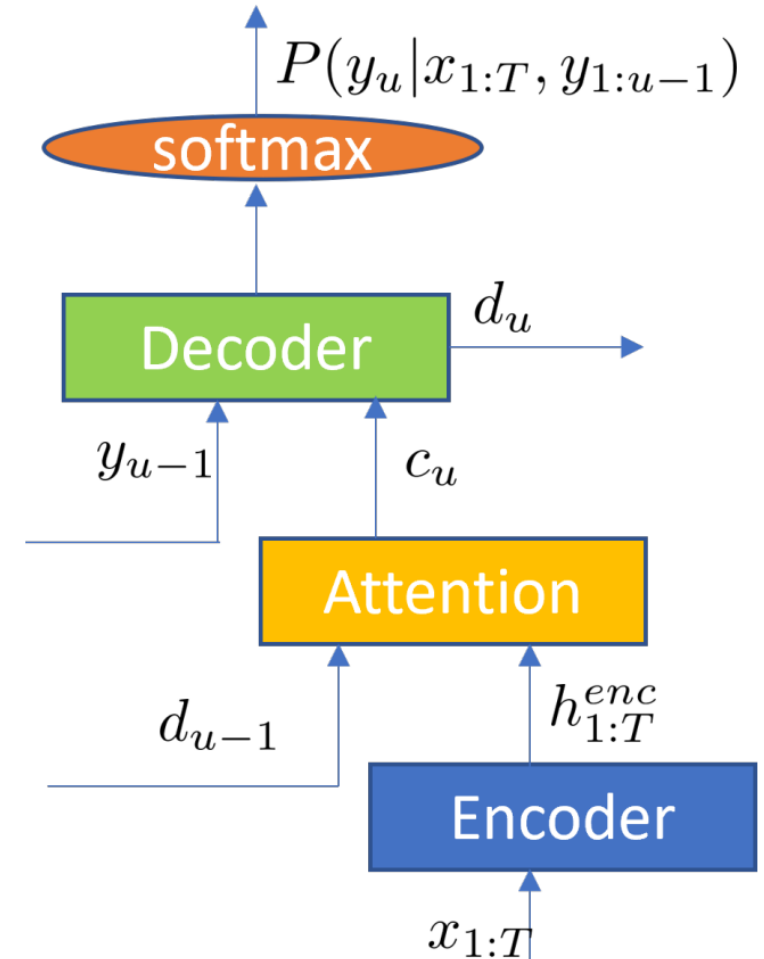 P(y_u|x_{1:T}, y_{1:u-1})
softmax
d_u
Decoder
y_{u-1}
c_u
Attention
h_{1:T}^{enc}
d_{u-1}
Encoder
x_{1:T}